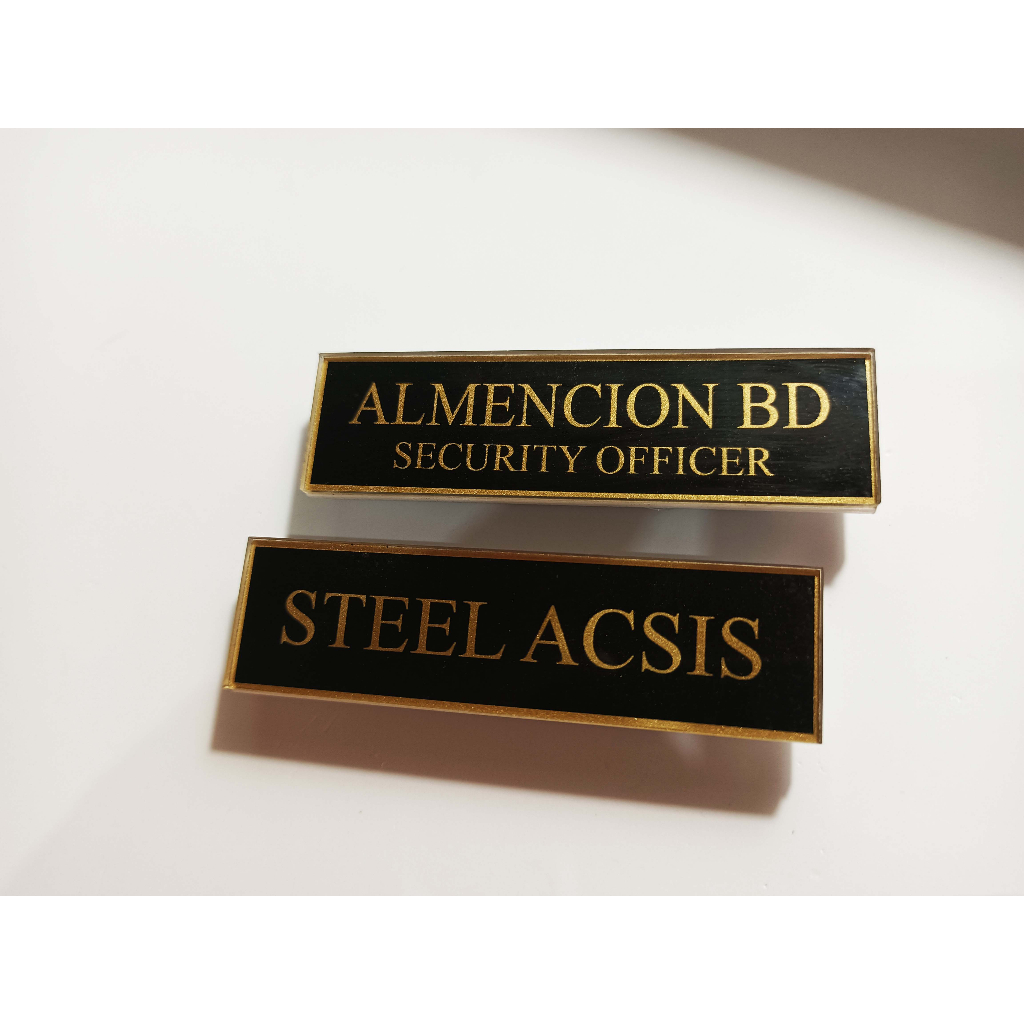 ALMENCION BD
SECURITY OFFICER
STEEL ACSIS